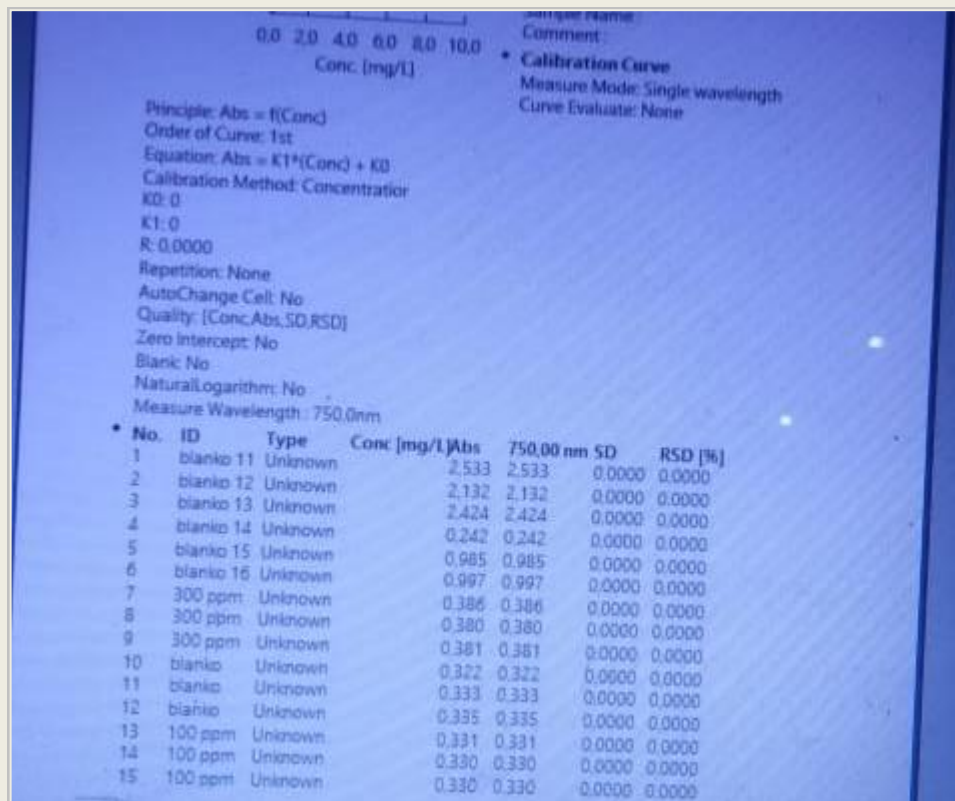 0,0 2,0 4,0 6,0 8,0 10,0
Conc. [mg/L]
Sample Name
Comment:
• Calibration Curve
Measure Mode: Single wavelength
Curve Evaluate: None
Principle: Abs = f(Conc)
Order of Curve: 1st
Equation: Abs = K1*(Conc) + K0
Calibration Method: Concentration
K0: 0
K1: 0
R: 0,0000
Repetition: None
AutoChange Cell: No
Quality: [Conc,Abs,SD,RSD]
Zero Intercept: No
Blank: No
NaturalLogarithm: No
Measure Wavelength : 750,0nm
• No. ID Type Conc [mg/L]Abs 750,00 nm SD RSD [%]
1 blanko 11 Unknown 2,533 2,533 0,0000 0,0000
2 blanko 12 Unknown 2,132 2,132 0,0000 0,0000
3 blanko 13 Unknown 2,424 2,424 0,0000 0,0000
4 blanko 14 Unknown 0,242 0,242 0,0000 0,0000
5 blanko 15 Unknown 0,985 0,985 0,0000 0,0000
6 blanko 16 Unknown 0,997 0,997 0,0000 0,0000
7 300 ppm Unknown 0,386 0,386 0,0000 0,0000
8 300 ppm Unknown 0,380 0,380 0,0000 0,0000
9 300 ppm Unknown 0,381 0,381 0,0000 0,0000
10 blanko Unknown 0,322 0,322 0,0000 0,0000
11 blanko Unknown 0,333 0,333 0,0000 0,0000
12 blanko Unknown 0,335 0,335 0,0000 0,0000
13 100 ppm Unknown 0,331 0,331 0,0000 0,0000
14 100 ppm Unknown 0,330 0,330 0,0000 0,0000
15 100 ppm Unknown 0,330 0,330 0,0000 0,0000